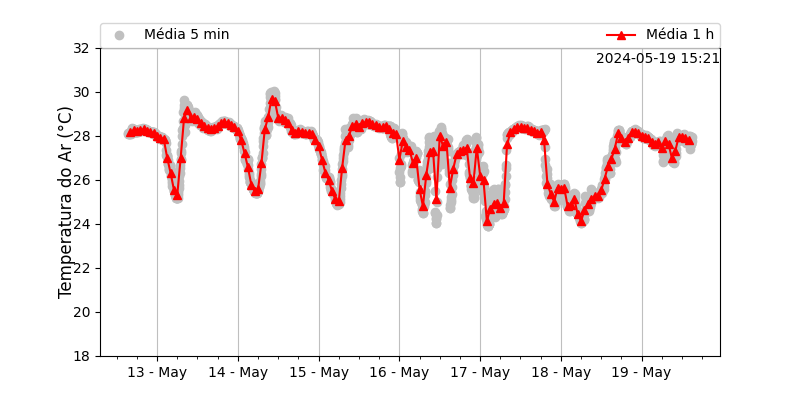 Média 5 min
Média 1 h
2024-05-19 15:21
Temperatura do Ar (°C)
32
30
28
26
24
22
20
18
13 - May
14 - May
15 - May
16 - May
17 - May
18 - May
19 - May